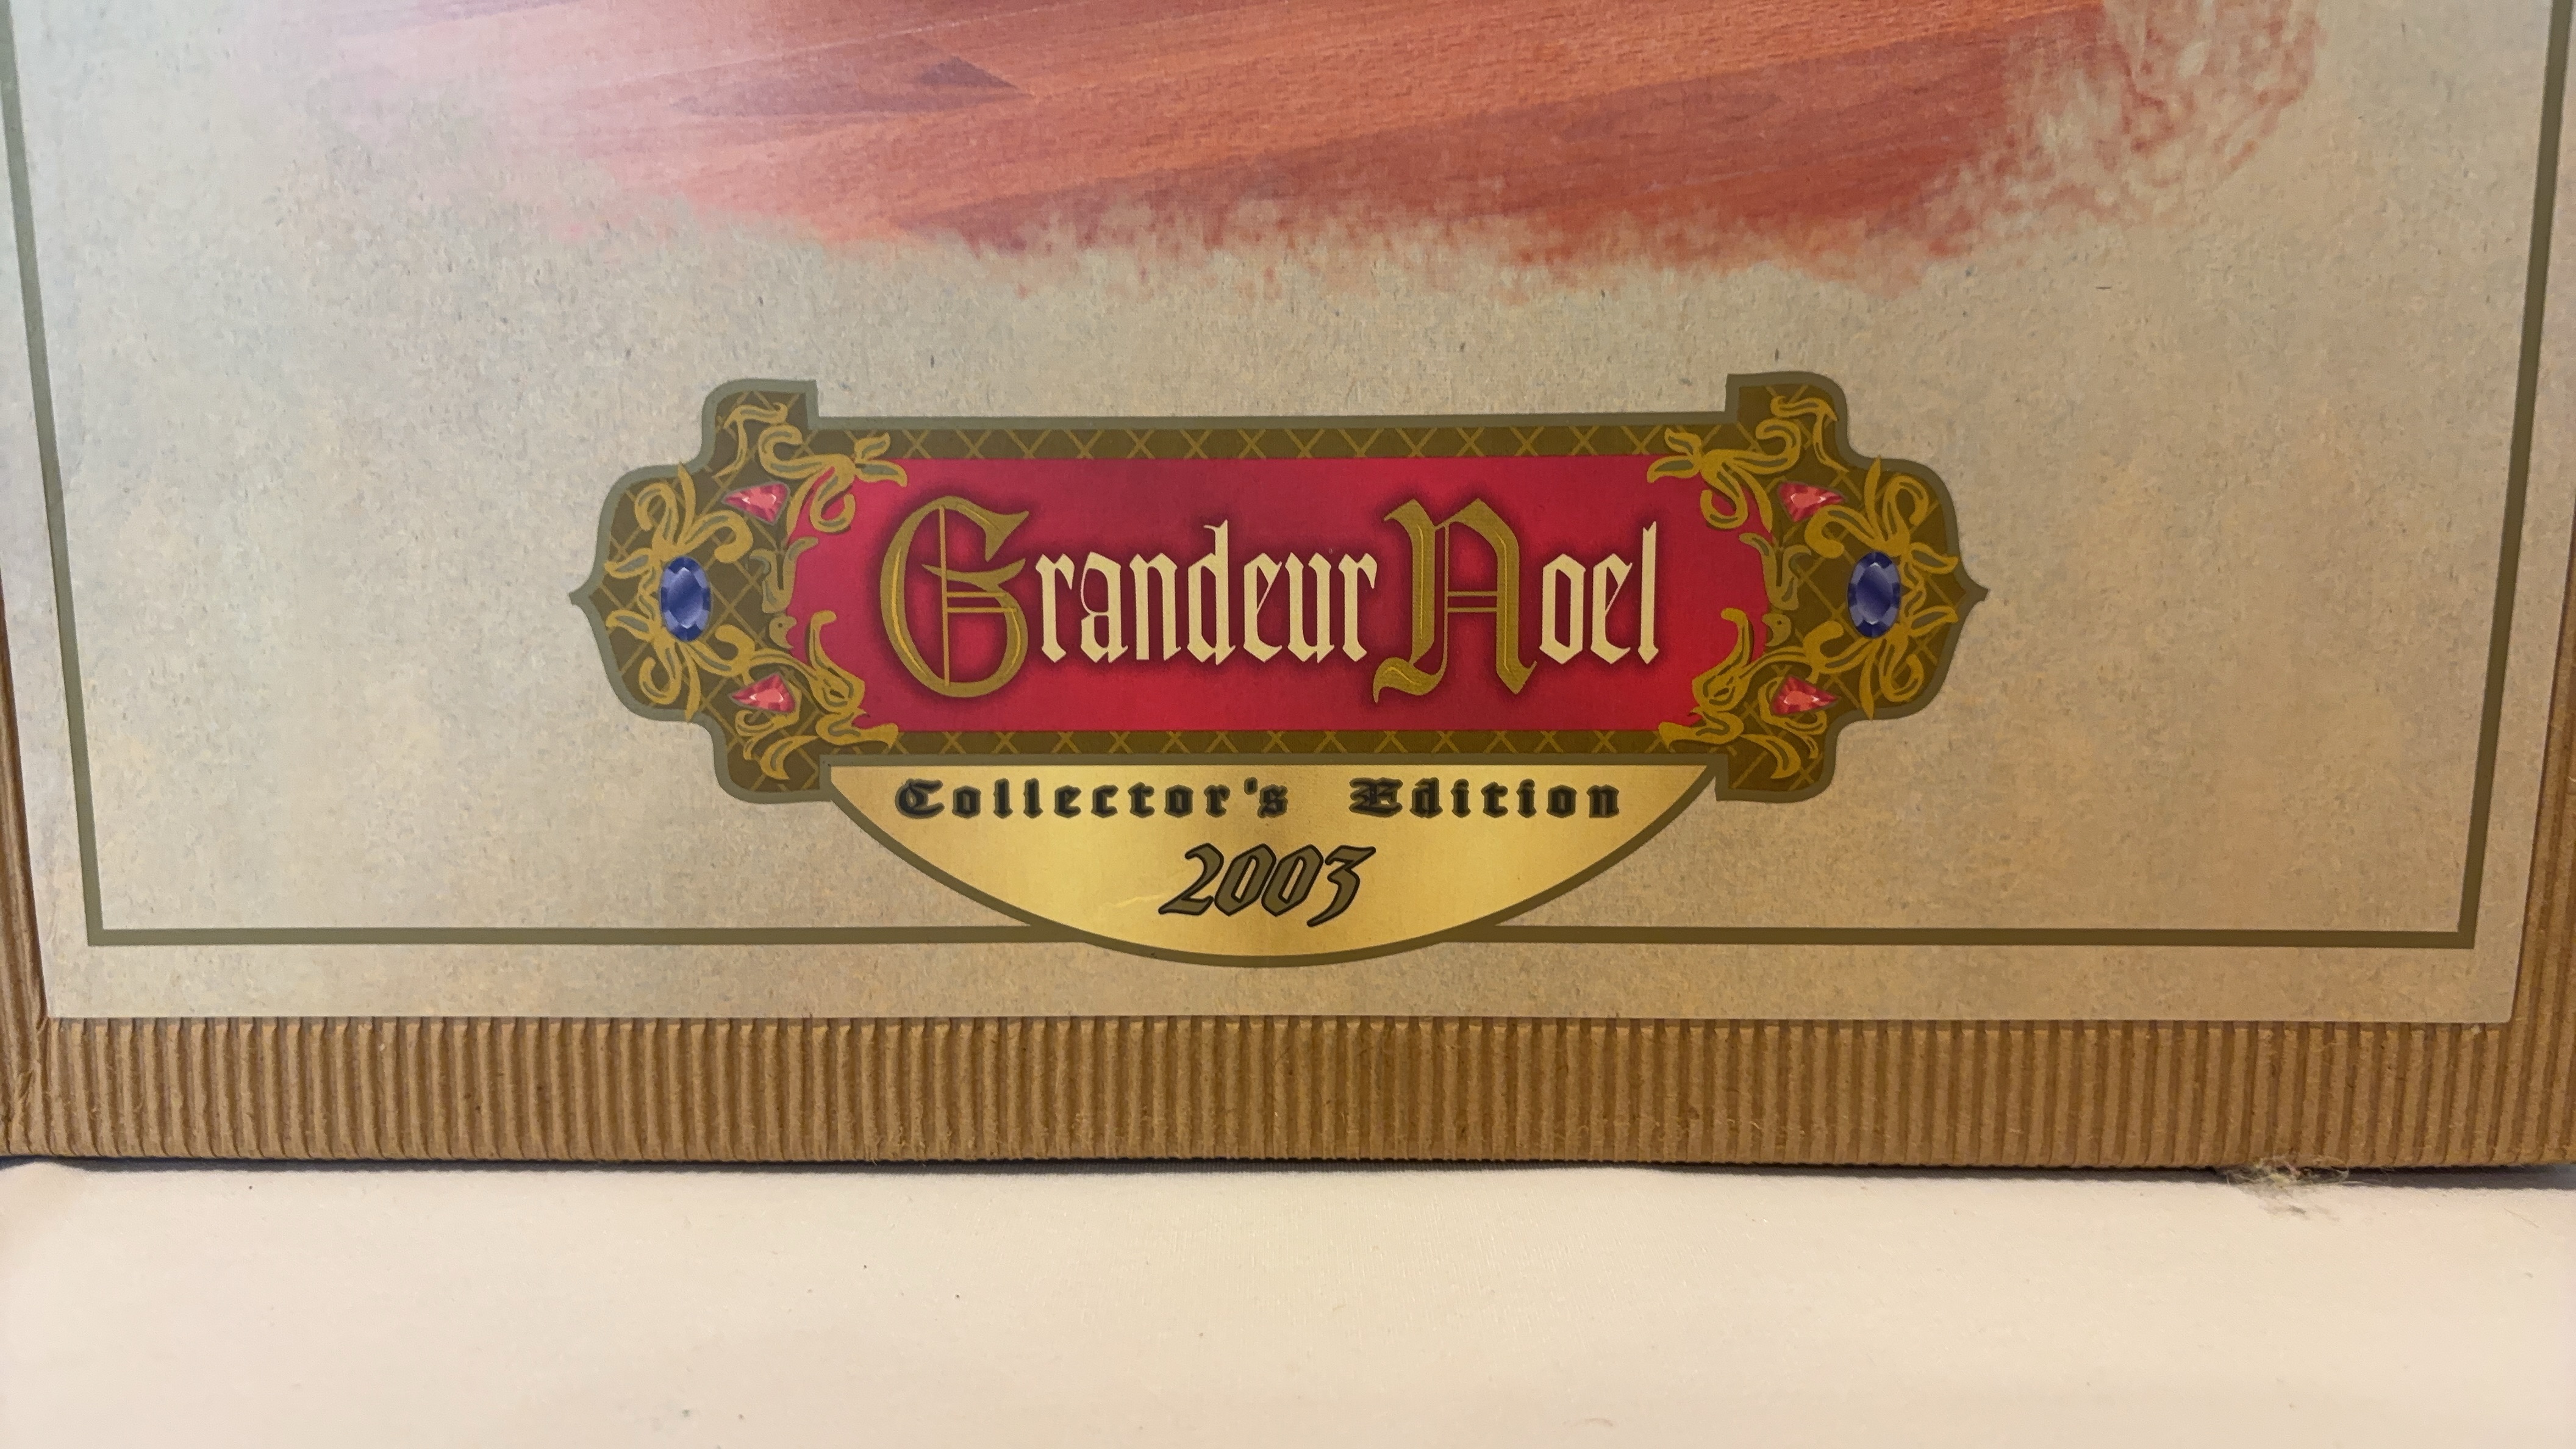 Grandeur Noel
Collector's Edition
2003